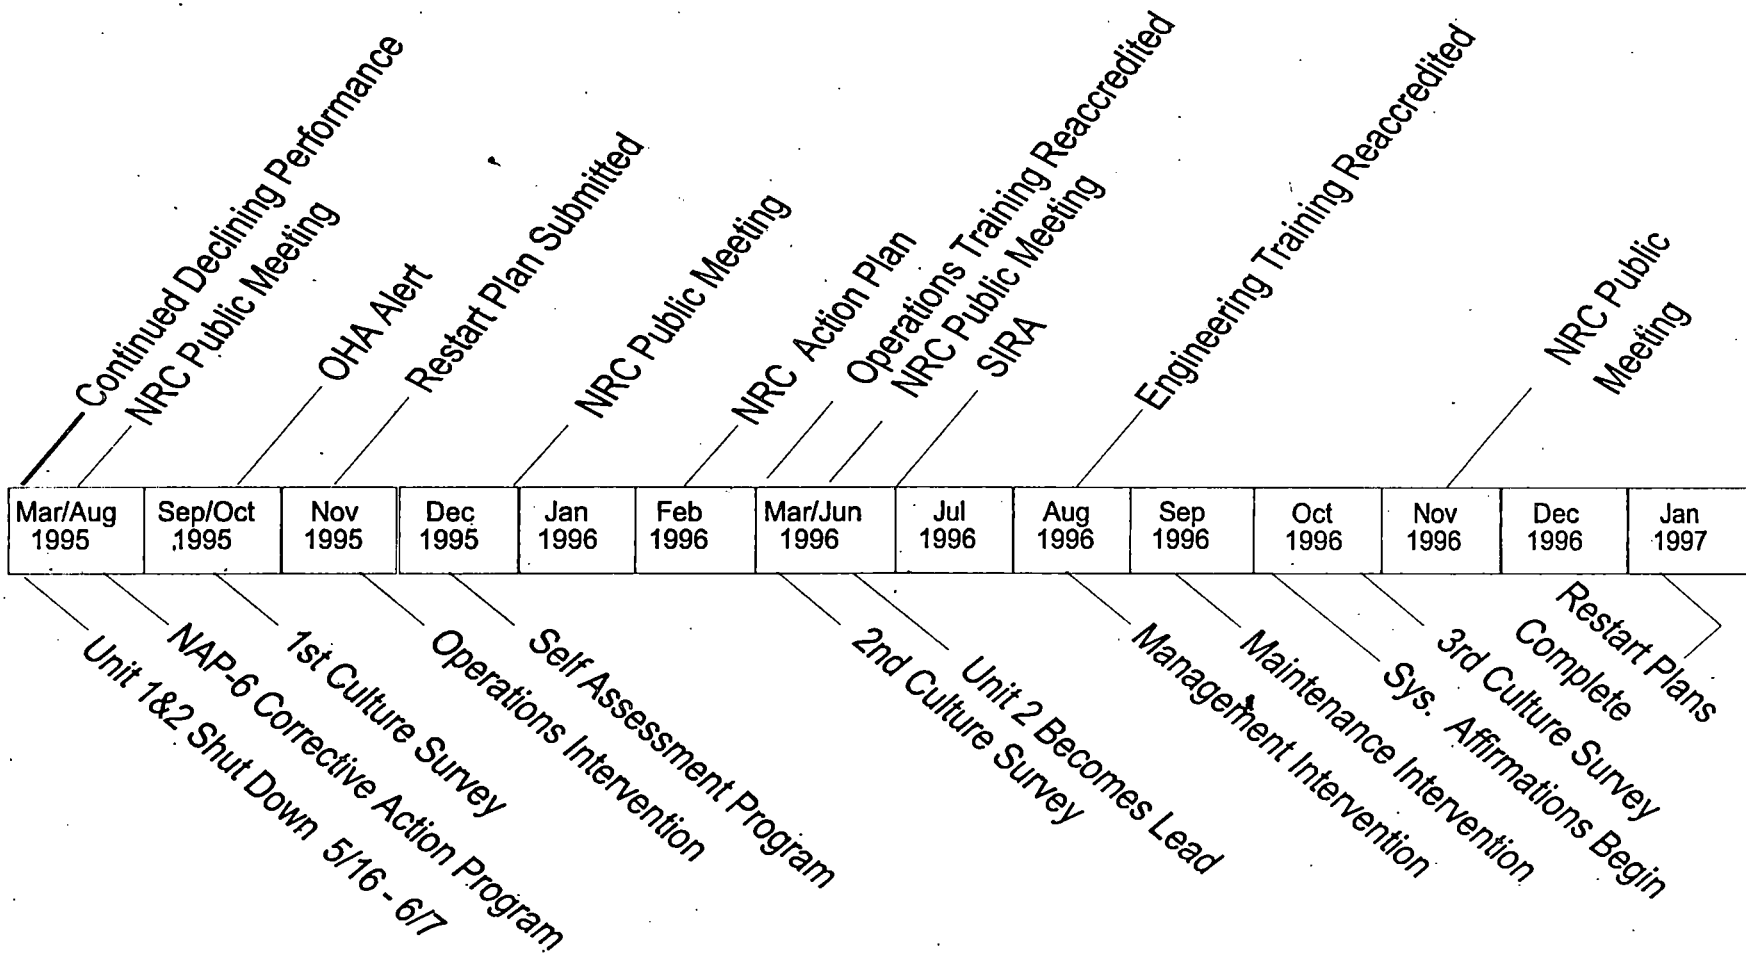 Continued Declining Performance
NRC Public Meeting
OHA Alert
Restart Plan Submitted
NRC Public Meeting
NRC Action Plan
Operations Training Reaccredited
NRC Public Meeting
SIRA
Engineering Training Reaccredited
NRC Public
Meeting
Mar/Aug
1995
Sep/Oct
1995
Nov
1995
Dec
1995
Jan
1996
Feb
1996
Mar/Jun
1996
Jul
1996
Aug
1996
Sep
1996
Oct
1996
Nov
1996
Dec
1996
Jan
1997
Unit 1&2 Shut Down 5/16 - 6/7
NAP-6 Corrective Action Program
1st Culture Survey
Operations Intervention
Self Assessment Program
2nd Culture Survey
Unit 2 Becomes Lead
Management Intervention
Maintenance Intervention
Sys. Affirmations Begin
3rd Culture Survey
Restart Plans
Complete